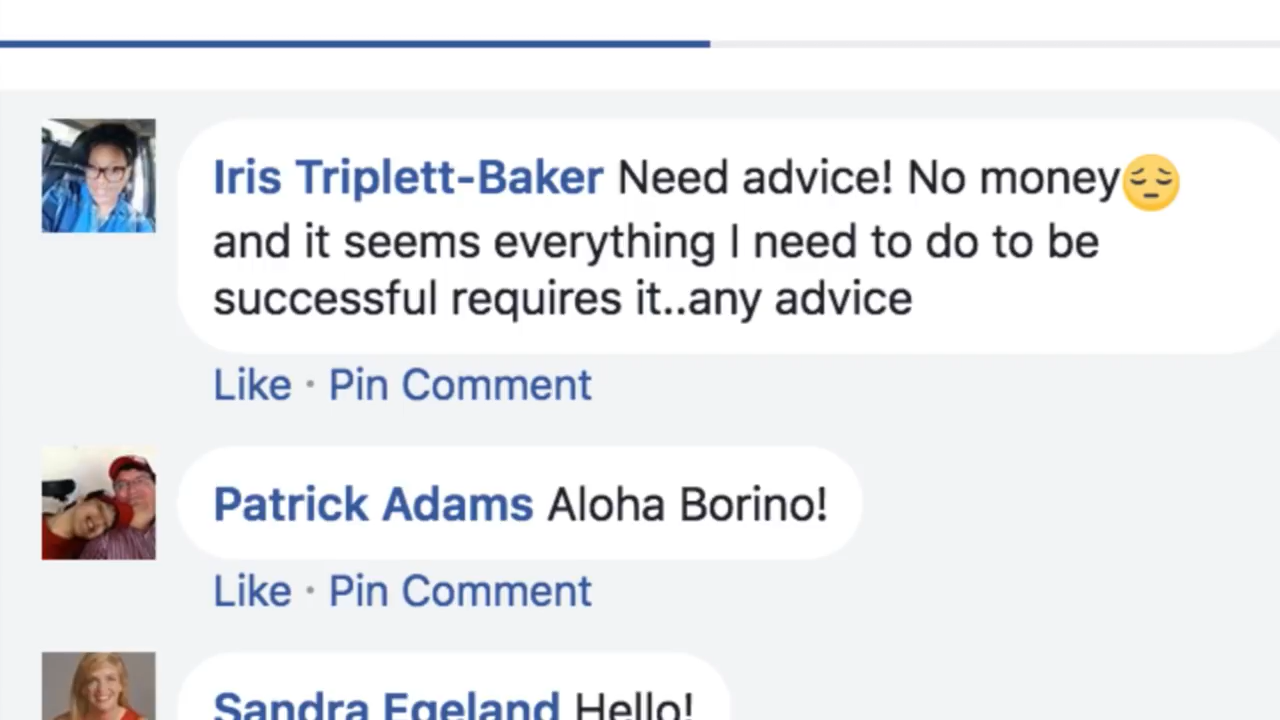 Iris Triplett-Baker Need advice! No money😔
and it seems everything I need to do to be
successful requires it..any advice
Like · Pin Comment
Patrick Adams Aloha Borino!
Like · Pin Comment
Sandra Egeland Hello!